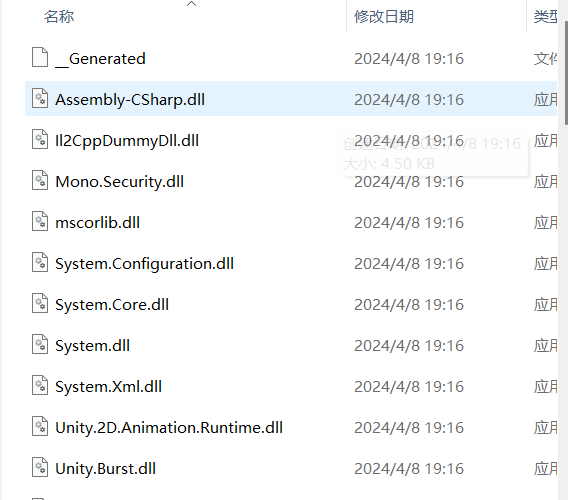 名称 修改日期 类型
__Generated 2024/4/8 19:16 文件
Assembly-CSharp.dll 2024/4/8 19:16 应用
Il2CppDummyDll.dll 2024/4/8 19:16 应用
创建日期: 2024/4/8 19:16
大小: 4.50 KB
Mono.Security.dll 2024/4/8 19:16 应用
mscorlib.dll 2024/4/8 19:16 应用
System.Configuration.dll 2024/4/8 19:16 应用
System.Core.dll 2024/4/8 19:16 应用
System.dll 2024/4/8 19:16 应用
System.Xml.dll 2024/4/8 19:16 应用
Unity.2D.Animation.Runtime.dll 2024/4/8 19:16 应用
Unity.Burst.dll 2024/4/8 19:16 应用